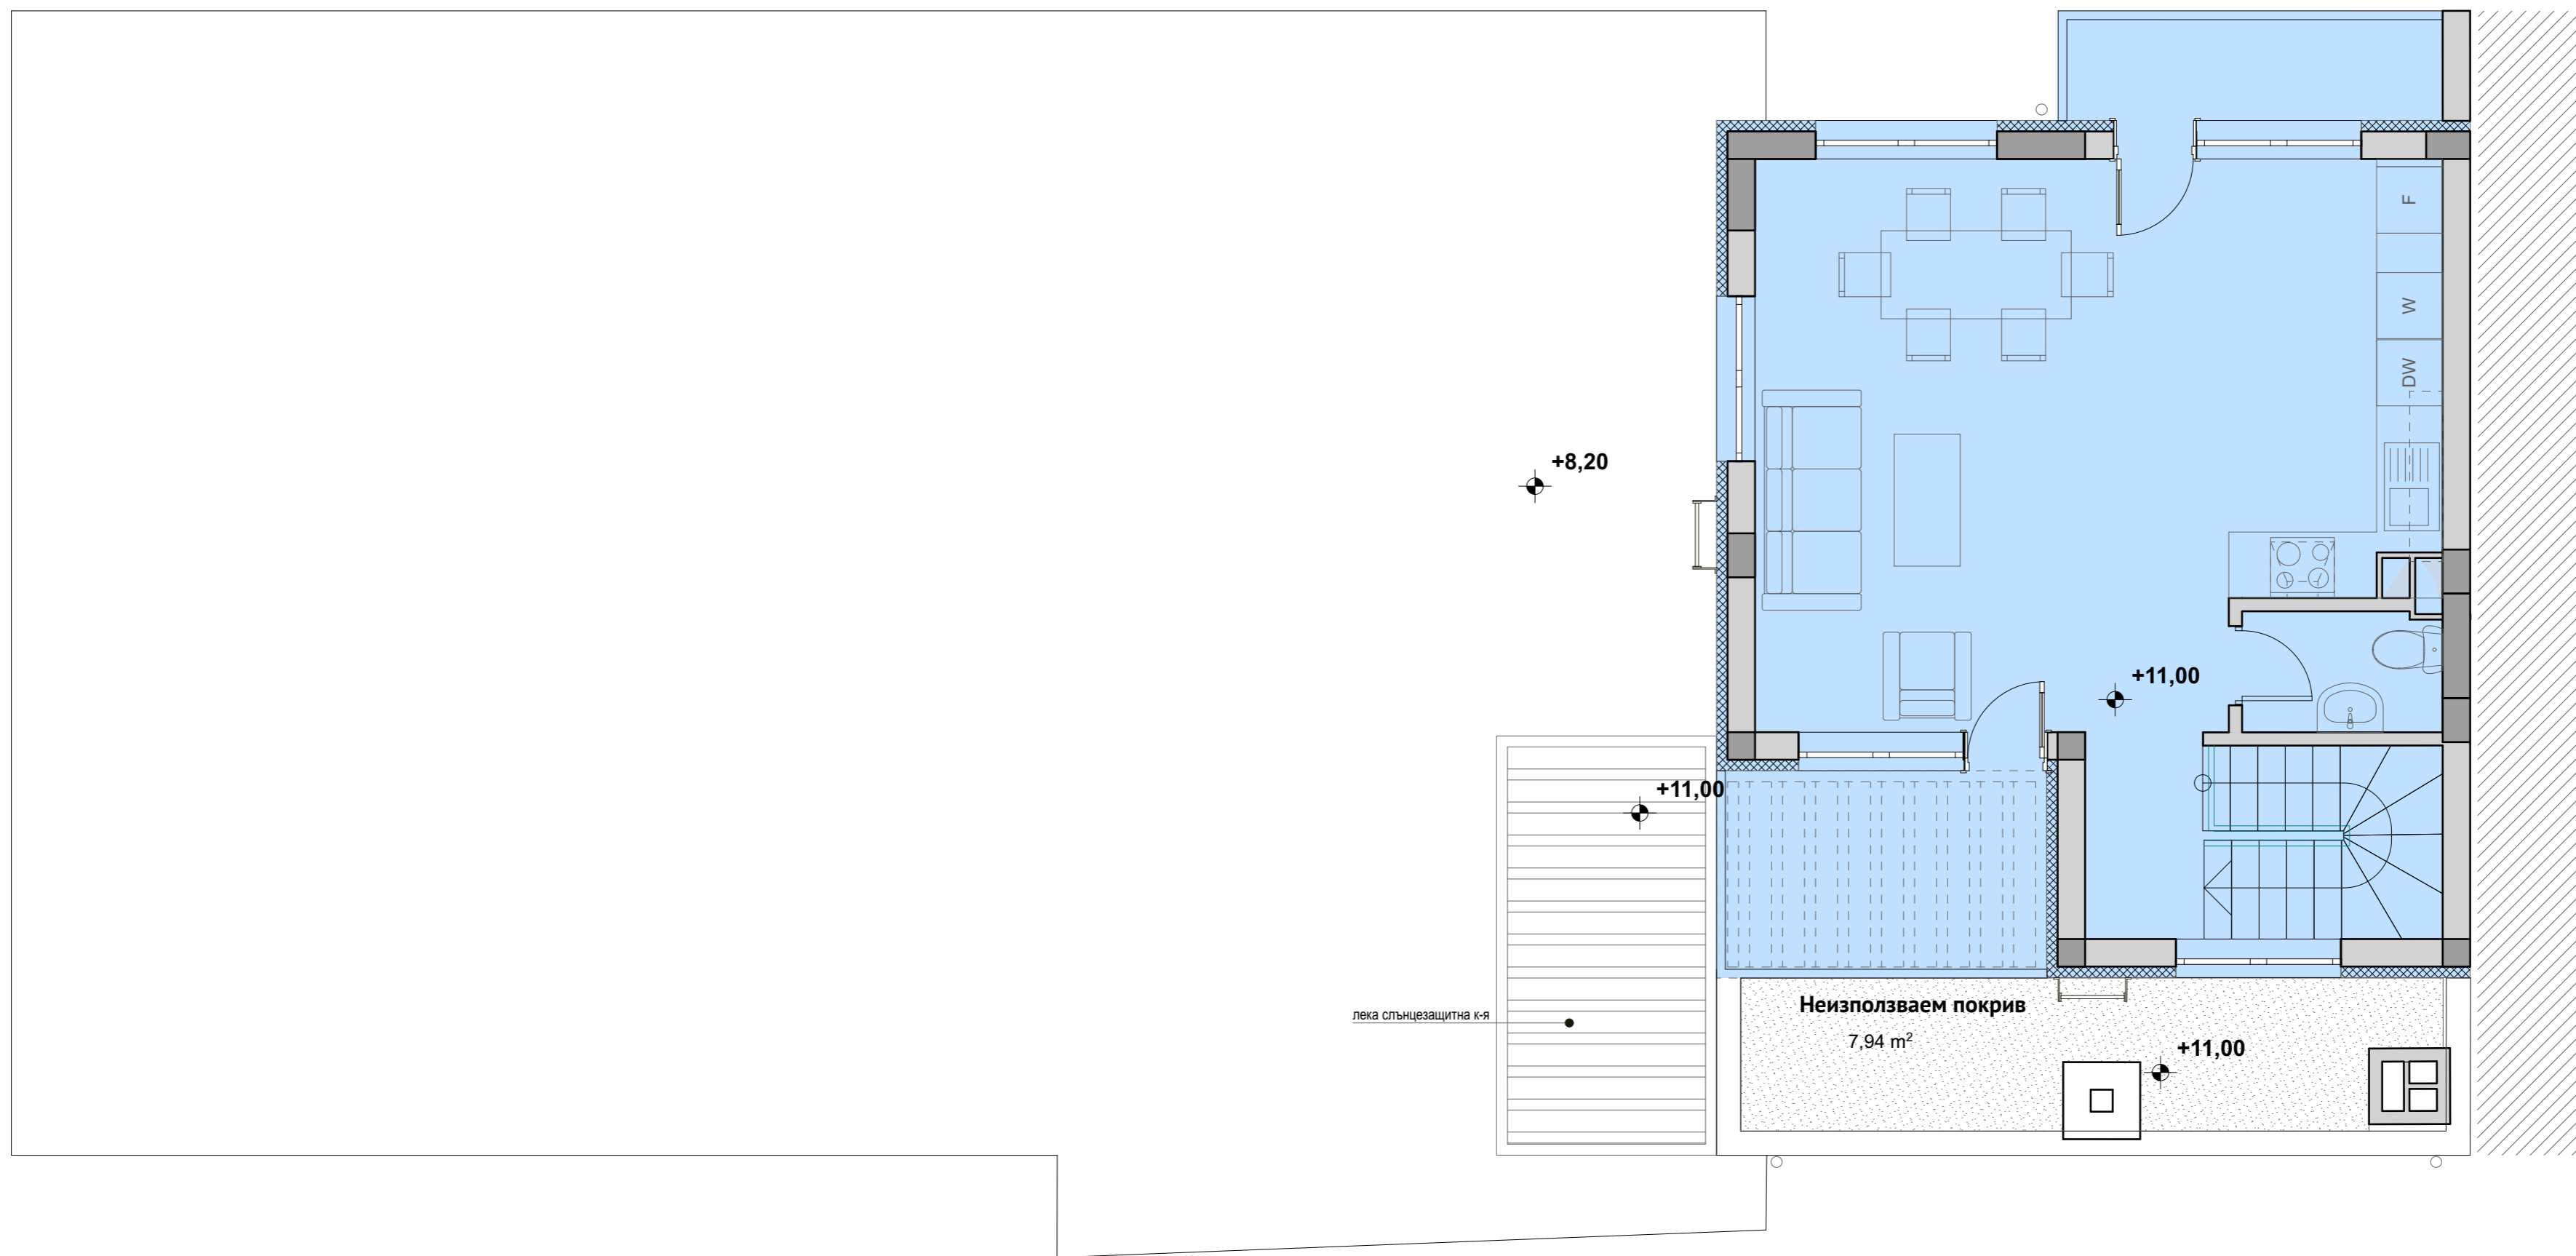 F
W
DW
+8,20
+11,00
+11,00
Неизползваем покрив
лека слънцезащитна к-я
7,94 m²
+11,00